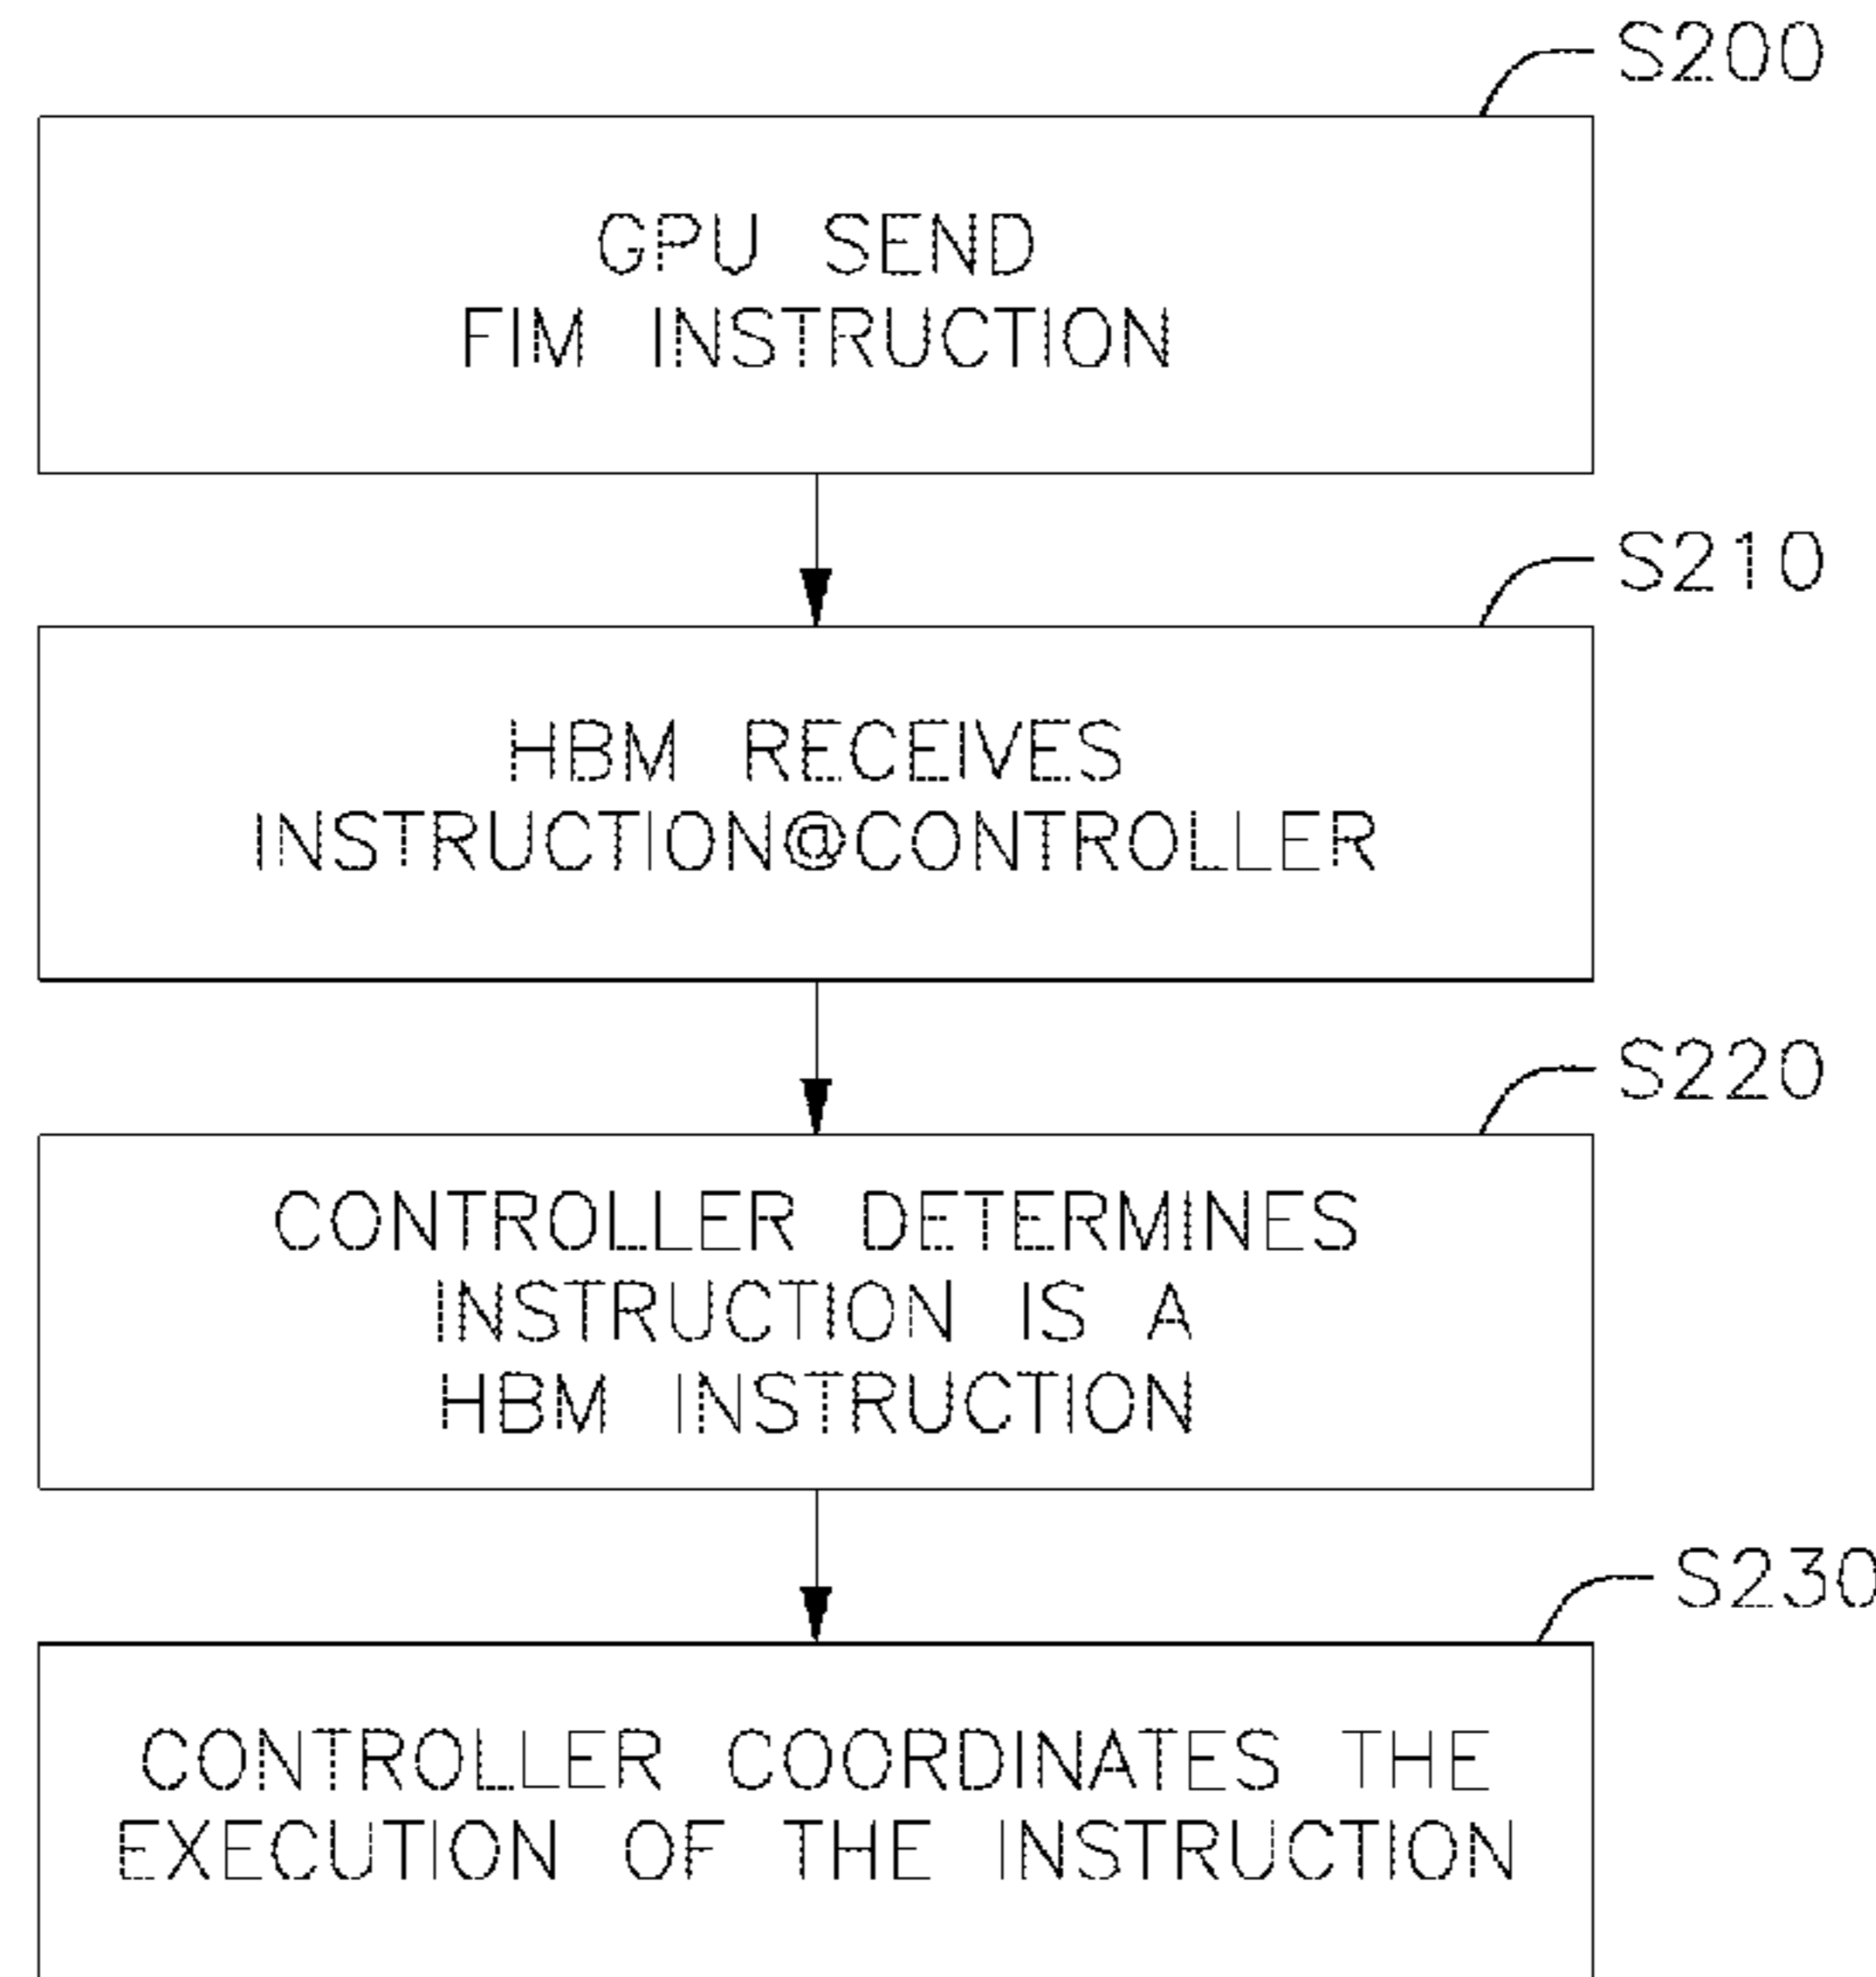 S200
GPU SEND
FIM INSTRUCTION
S210
HBM RECEIVES
INSTRUCTION@CONTROLLER
S220
CONTROLLER DETERMINES
INSTRUCTION IS A
HBM INSTRUCTION
S230
CONTROLLER COORDINATES THE
EXECUTION OF THE INSTRUCTION